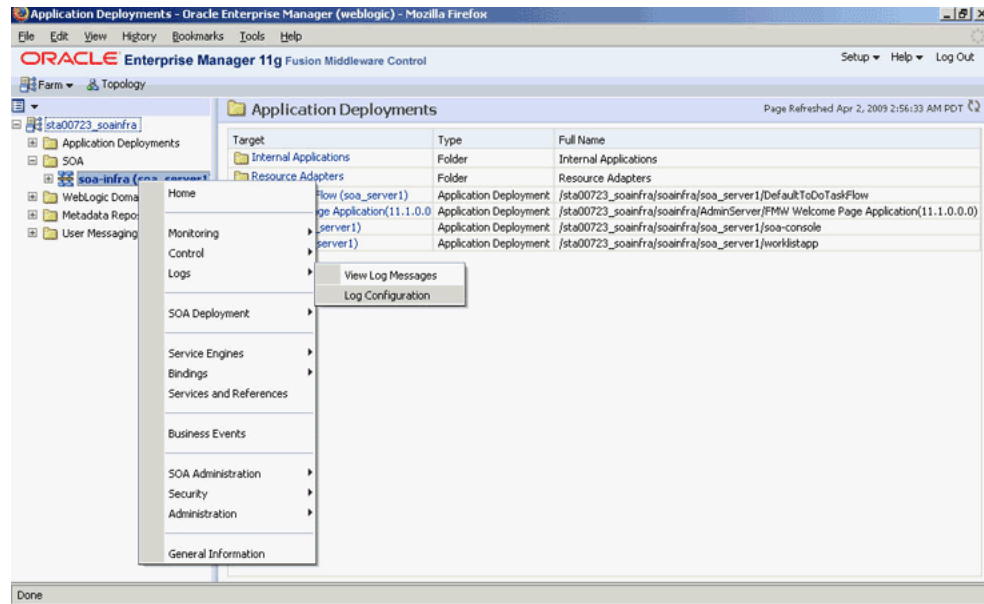 Application Deployments - Oracle Enterprise Manager (weblogic) - Mozilla Firefox
File Edit View History Bookmarks Tools Help
ORACLE Enterprise Manager 11g Fusion Middleware Control
Setup Help Log Out
Farm Topology
sta00723_soainfra
Application Deployments
SOA
soa-infra (soa_server1
WebLogic Doma
Metadata Repos
User Messaging
Application Deployments
Page Refreshed Apr 2, 2009 2:56:33 AM PDT
Target Type Full Name
Internal Applications Folder Internal Applications
Resource Adapters Folder Resource Adapters
Flow (soa_server1) Application Deployment /sta00723_soainfra/soainfra/soa_server1/DefaultToDoTaskFlow
ge Application(11.1.0.0 Application Deployment /sta00723_soainfra/soainfra/AdminServer/FMW Welcome Page Application(11.1.0.0.0)
_server1) Application Deployment /sta00723_soainfra/soainfra/soa_server1/soa-console
server1) Application Deployment /sta00723_soainfra/soainfra/soa_server1/worklistapp
Home
Monitoring
Control
Logs
View Log Messages
Log Configuration
SOA Deployment
Service Engines
Bindings
Services and References
Business Events
SOA Administration
Security
Administration
General Information
Done